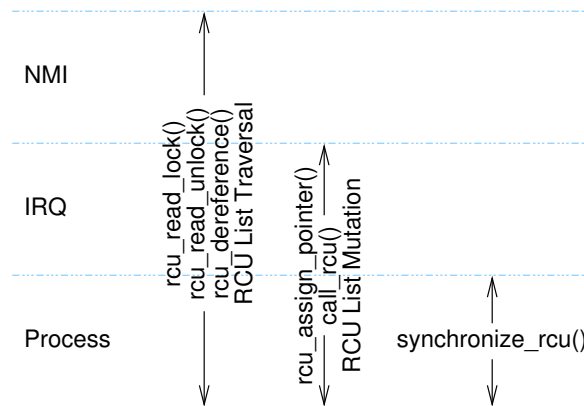 NMI
rcu_read_lock()
rcu_read_unlock()
rcu_dereference()
RCU List Traversal
IRQ
rcu_assign_pointer()
call_rcu()
RCU List Mutation
Process
synchronize_rcu()